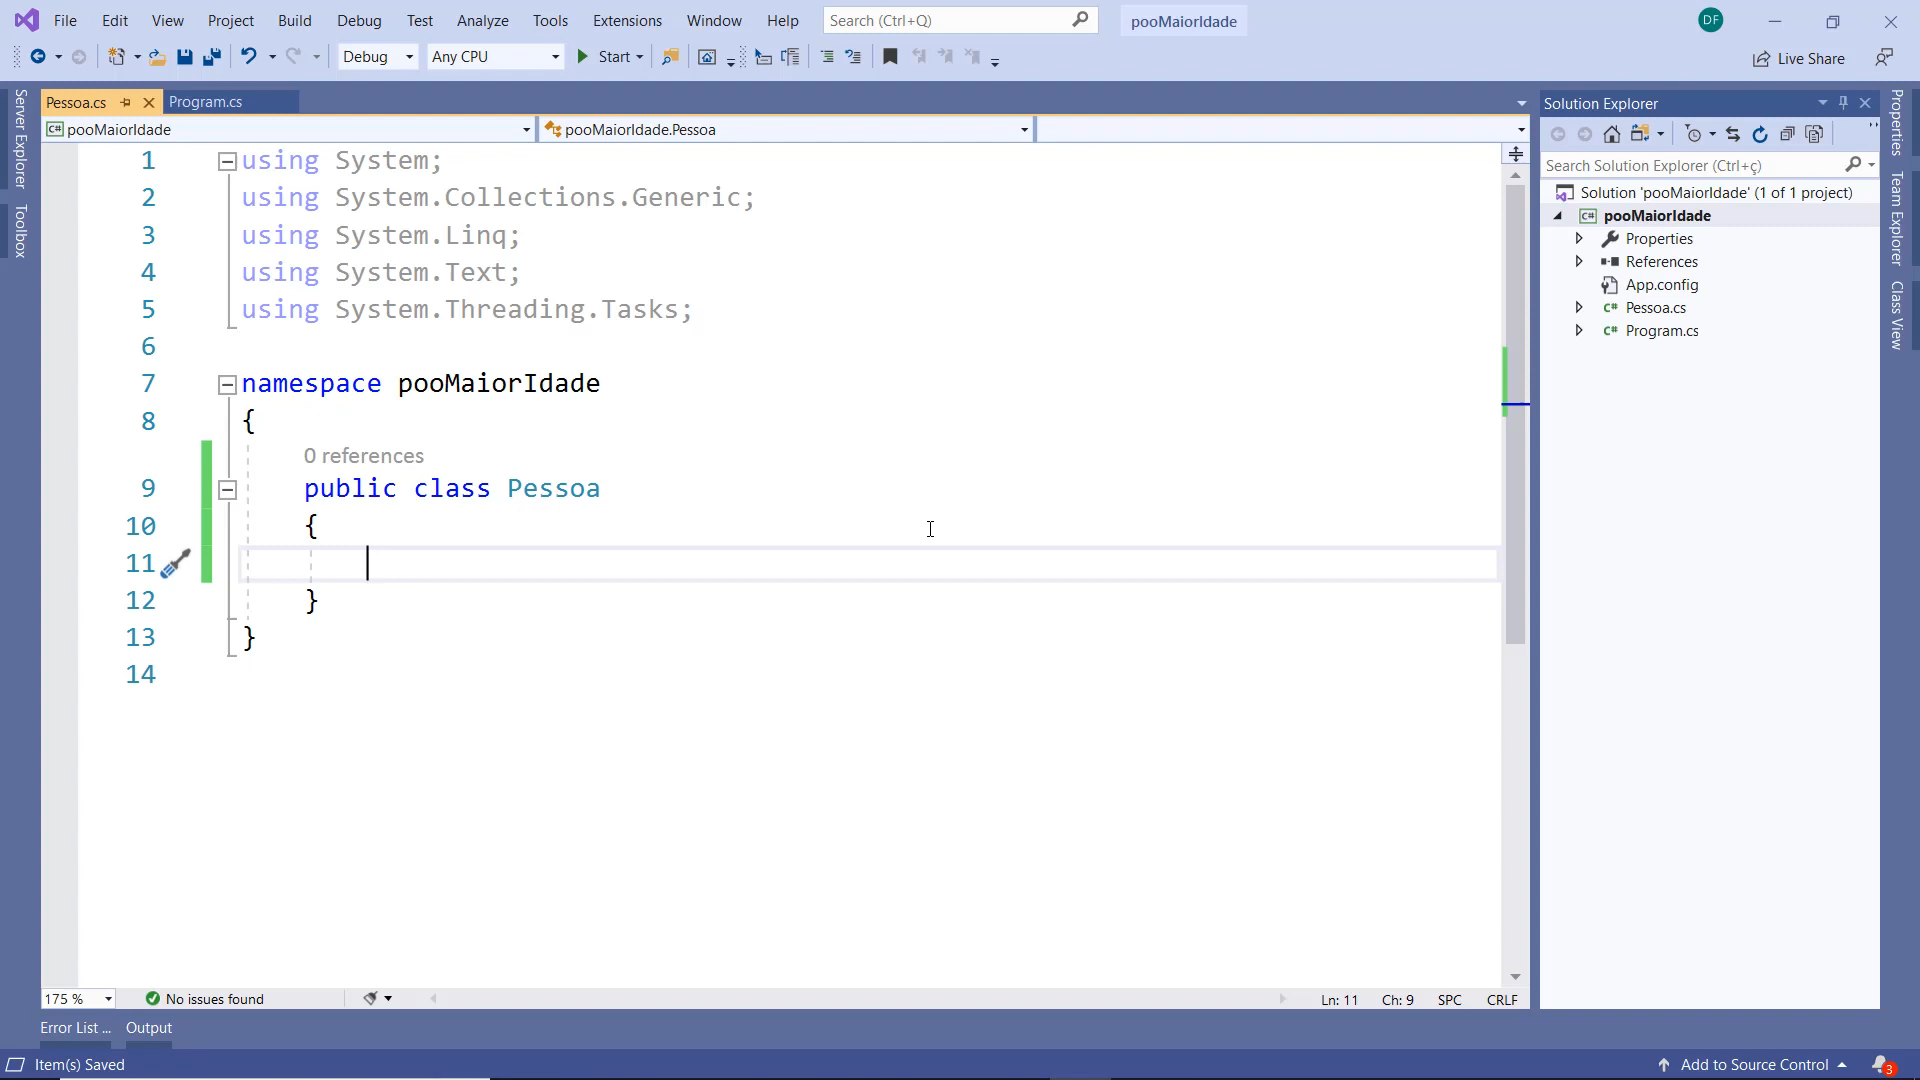 File Edit View Project Build Debug Test Analyze Tools Extensions Window Help Search (Ctrl+Q) pooMaiorIdade DF
Debug Any CPU Start Live Share
Server Explorer
Toolbox
Pessoa.cs Program.cs
pooMaiorIdade pooMaiorIdade.Pessoa
1 using System;
2 using System.Collections.Generic;
3 using System.Linq;
4 using System.Text;
5 using System.Threading.Tasks;
6
7 namespace pooMaiorIdade
8 {
0 references
9 public class Pessoa
10 {
11
12 }
13 }
14
175 % No issues found Ln: 11 Ch: 9 SPC CRLF
Solution Explorer
Search Solution Explorer (Ctrl+ç)
Solution 'pooMaiorIdade' (1 of 1 project)
C# pooMaiorIdade
Properties
References
App.config
C# Pessoa.cs
C# Program.cs
Properties
Team Explorer
Class View
Error List ... Output
Item(s) Saved Add to Source Control 3